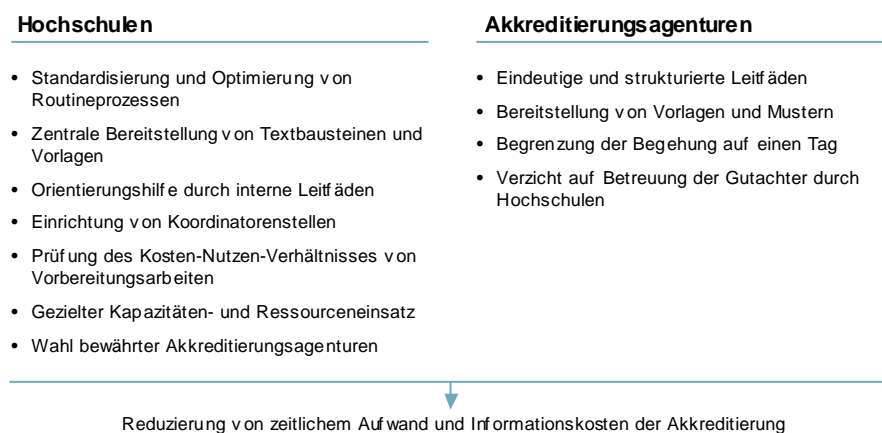 Hochschulen
• Standardisierung und Optimierung von
Routineprozessen
• Zentrale Bereitstellung von Textbausteinen und
Vorlagen
• Orientierungshilfe durch interne Leitfäden
• Einrichtung von Koordinatorenstellen
• Prüfung des Kosten-Nutzen-Verhältnisses von
Vorbereitungsarbeiten
• Gezielter Kapazitäten- und Ressourceneinsatz
• Wahl bewährter Akkreditierungsagenturen
Akkreditierungsagenturen
• Eindeutige und strukturierte Leitfäden
• Bereitstellung von Vorlagen und Mustern
• Begrenzung der Begehung auf einen Tag
• Verzicht auf Betreuung der Gutachter durch
Hochschulen
Reduzierung von zeitlichem Aufwand und Informationskosten der Akkreditierung